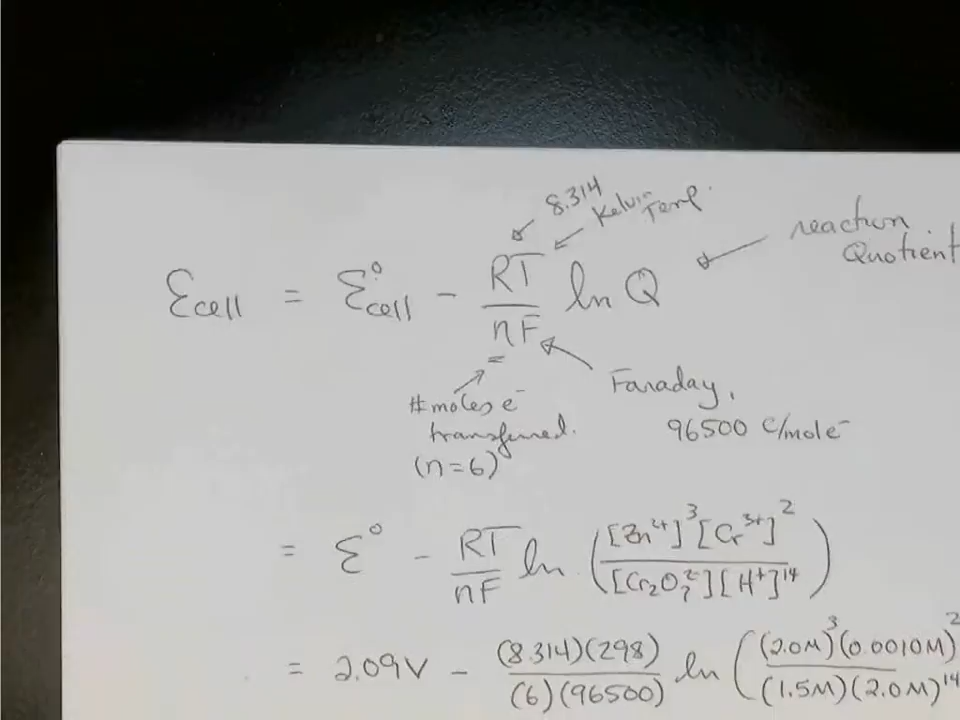 8.314
Kelvin Temp.
reaction
Quotient
Ɛcell = Ɛ°cell - RT/nF ln Q
#moles e⁻
transferred.
(n=6)
Faraday,
96500 C/mole⁻
= Ɛ° - RT/nF ln ([Zn²⁺]³[Cr³⁺]²/[Cr₂O₇²⁻][H⁺]¹⁴)
= 2.09V - (8.314)(298)/(6)(96500) ln ((2.0M)³(0.0010M)²/(1.5M)(2.0M)¹⁴